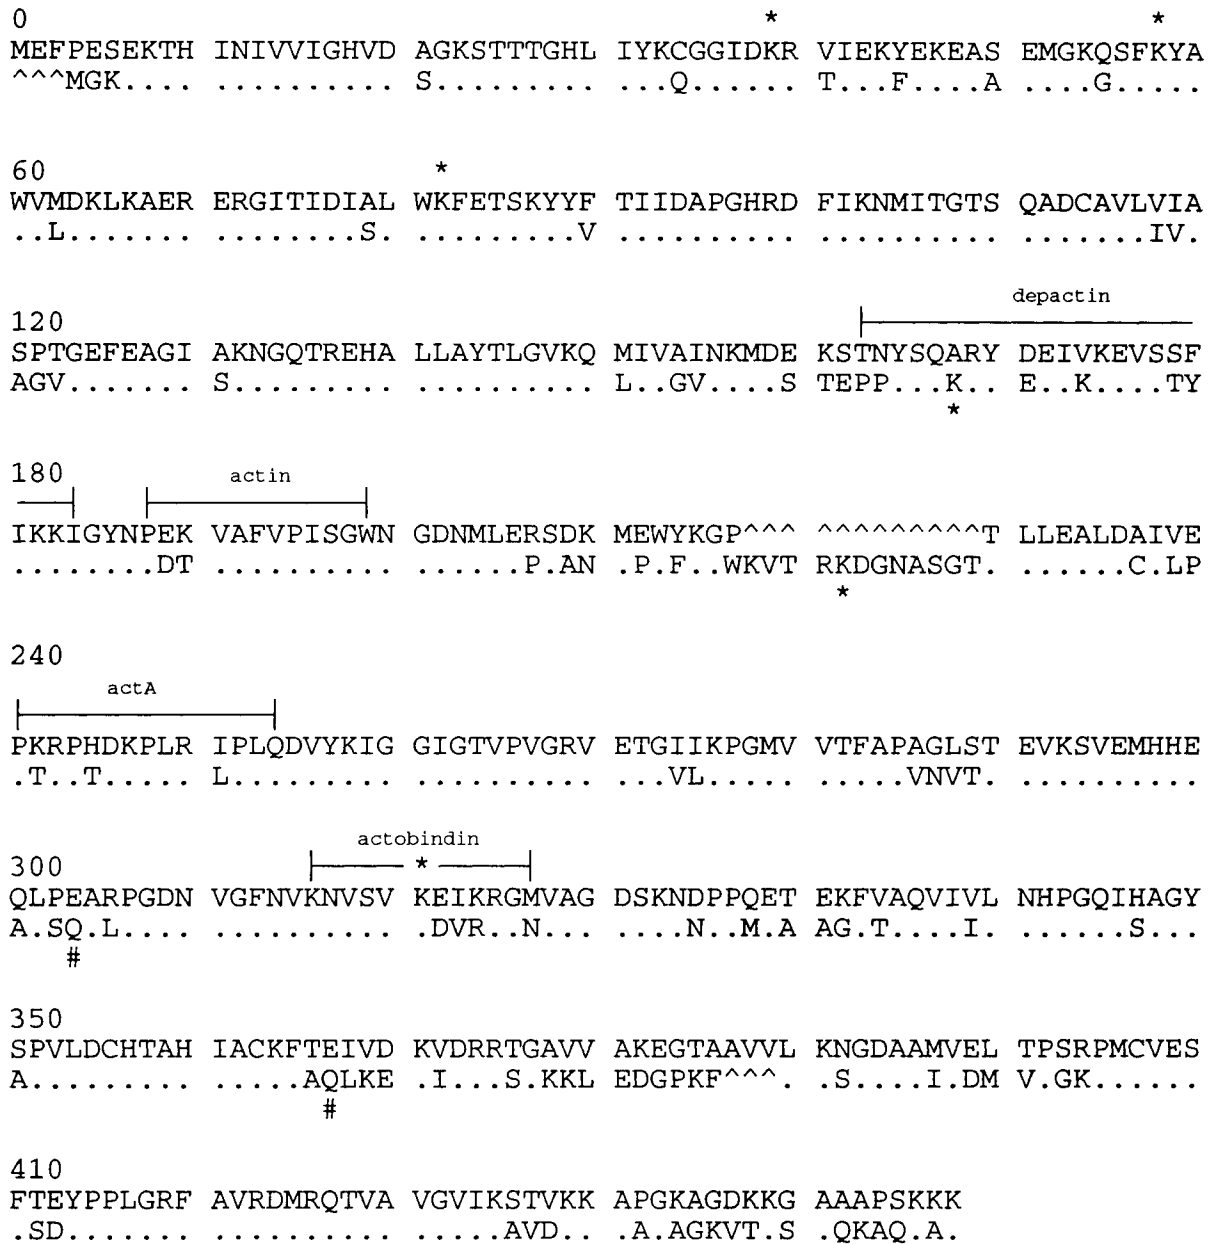 0 * *
MEFPESEKTH INIVVIGHVD AGKSTTTGHL IYKCGGIDKR VIEKYEKEAS EMGKQSFKYA
^^^MGK.... .......... S......... ...Q...... T...F....A ....G.....
60 *
WVMDKLKAER ERGITIDIAL WKFETSKYYF TIIDAPGHRD FIKNMITGTS QADCAVLVIA
..L....... ........S. .........V .......... .......... .......IV.
depactin
120
SPTGEFEAGI AKNGQTREHA LLAYTLGVKQ MIVAINKMDE KSTNYSQARY DEIVKEVSSF
AGV....... S......... .......... L..GV....S TEPP...K.. E..K....TY
*
180 actin
IKKIGYNPEK VAFVPISGWN GDNMLERSDK MEWYKGP^^^ ^^^^^^^^^T LLEALDAIVE
........DT .......... .......P.AN .P.F..WKVT RKDGNASGT. ......C.LP
*
240
actA
PKRPHDKPLR IPLQDVYKIG GIGTVPVGRV ETGIIKPGMV VTFAPAGLST EVKSVEMHHE
.T..T..... L......... .......... ...VL..... .....VNVT. ..........
actobindin
300 *
QLPEARPGDN VGFNVKNVSV KEIKRGMVAG DSKNDPPQET EKFVAQVIVL NHPGQIHAGY
A.SQ.L.... .......... .DVR..N... ....N..M.A AG.T....I. ......S...
#
350
SPVLDCHTAH IACKFTEIVD KVDRRTGAVV AKEGTAAVVL KNGDAAMVEL TPSRPMCVES
A......... .....AQLKE .I...S.KKL EDGPKF^^^. .S....I.DM V.GK......
#
410
FTEYPPLGRF AVRDMRQTVA VGVIKSTVKK APGKAGDKKG AAAPSKKK
.SD....... .......... .....AVD.. .A.AGKVT.S .QKAQ.A.